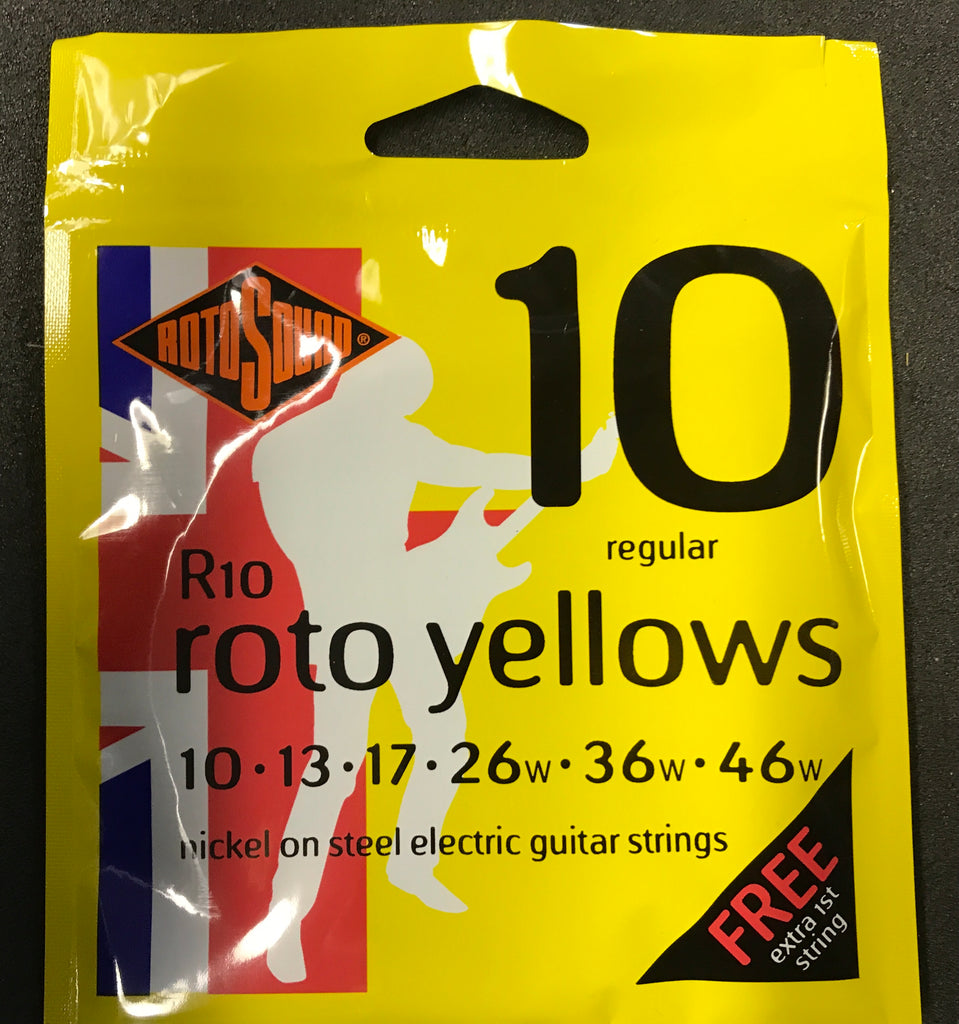 ROTOSOUND®
10
regular
R10
roto yellows
10 · 13 · 17 · 26w · 36w · 46w
nickel on steel electric guitar strings
FREE
extra 1st
string